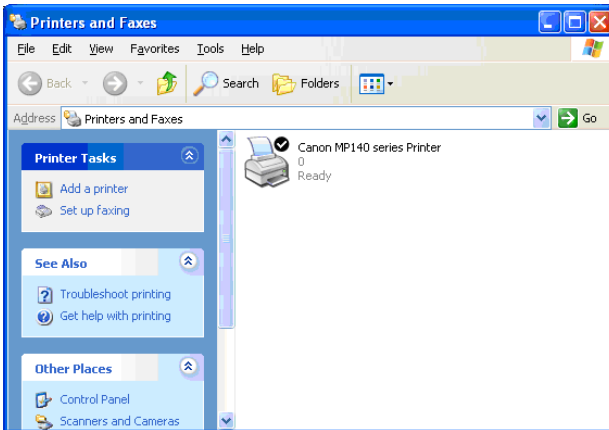 Printers and Faxes
File Edit View Favorites Tools Help
Back Search Folders
Address Printers and Faxes Go
Printer Tasks
Add a printer
Set up faxing
See Also
Troubleshoot printing
Get help with printing
Other Places
Control Panel
Scanners and Cameras
Canon MP140 series Printer
0
Ready